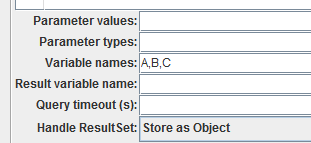 Parameter values:
Parameter types:
Variable names: A,B,C
Result variable name:
Query timeout (s):
Handle ResultSet: Store as Object